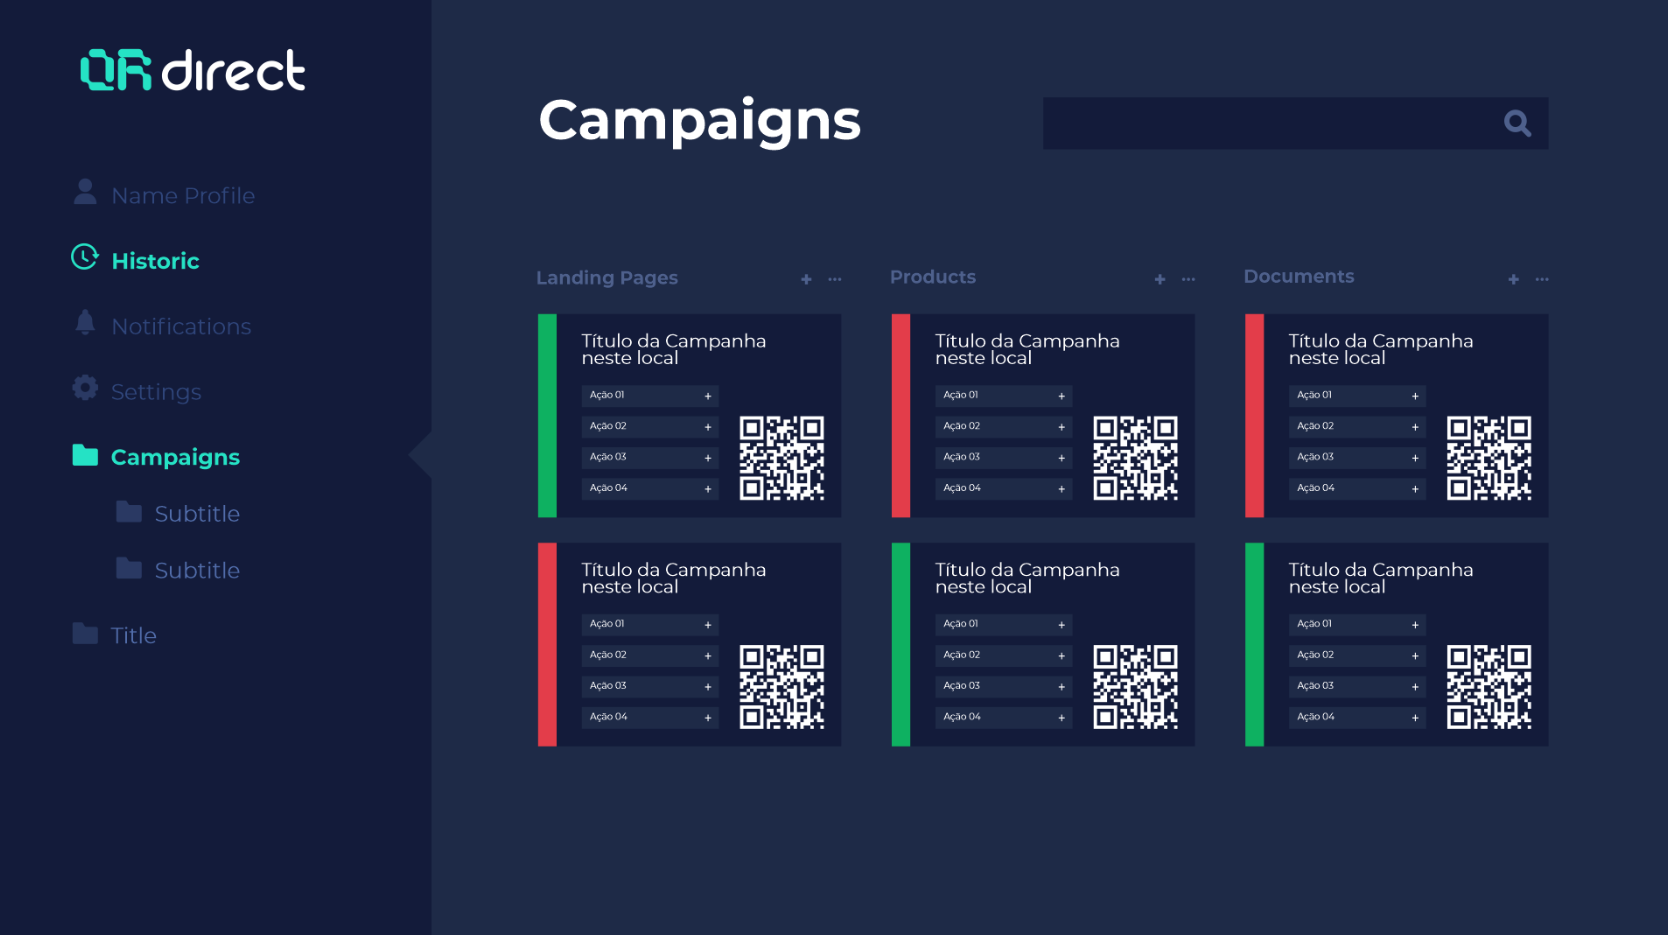 QR direct
Name Profile
Historic
Notifications
Settings
Campaigns
Subtitle
Subtitle
Title
Campaigns
Landing Pages + ...
Título da Campanha
neste local
Ação 01 +
Ação 02 +
Ação 03 +
Ação 04 +
Título da Campanha
neste local
Ação 01 +
Ação 02 +
Ação 03 +
Ação 04 +
Products + ...
Título da Campanha
neste local
Ação 01 +
Ação 02 +
Ação 03 +
Ação 04 +
Título da Campanha
neste local
Ação 01 +
Ação 02 +
Ação 03 +
Ação 04 +
Documents + ...
Título da Campanha
neste local
Ação 01 +
Ação 02 +
Ação 03 +
Ação 04 +
Título da Campanha
neste local
Ação 01 +
Ação 02 +
Ação 03 +
Ação 04 +